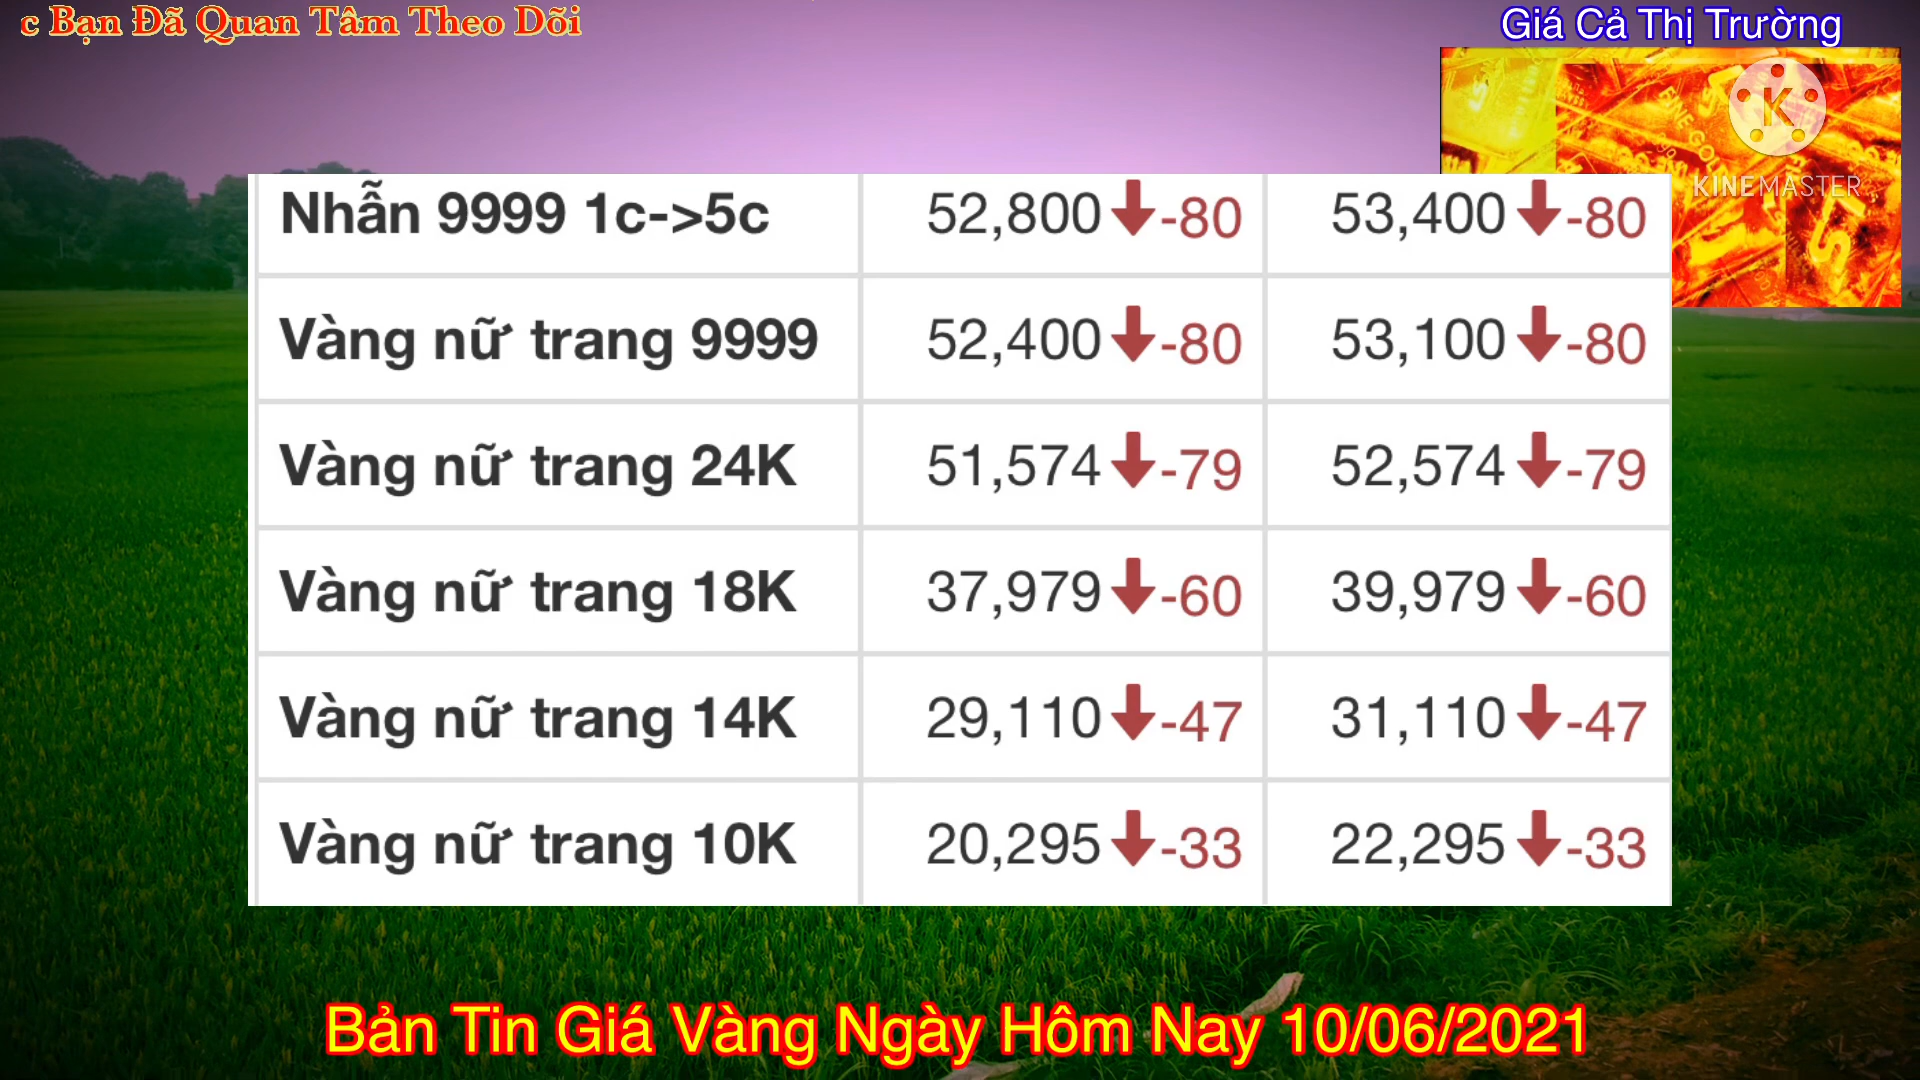 c Bạn Đã Quan Tâm Theo Dõi
Giá Cả Thị Trường
FINE GOL
KINEMASTER
Nhẫn 9999 1c->5c 52,800 -80 53,400 -80
Vàng nữ trang 9999 52,400 -80 53,100 -80
Vàng nữ trang 24K 51,574 -79 52,574 -79
Vàng nữ trang 18K 37,979 -60 39,979 -60
Vàng nữ trang 14K 29,110 -47 31,110 -47
Vàng nữ trang 10K 20,295 -33 22,295 -33
Bản Tin Giá Vàng Ngày Hôm Nay 10/06/2021